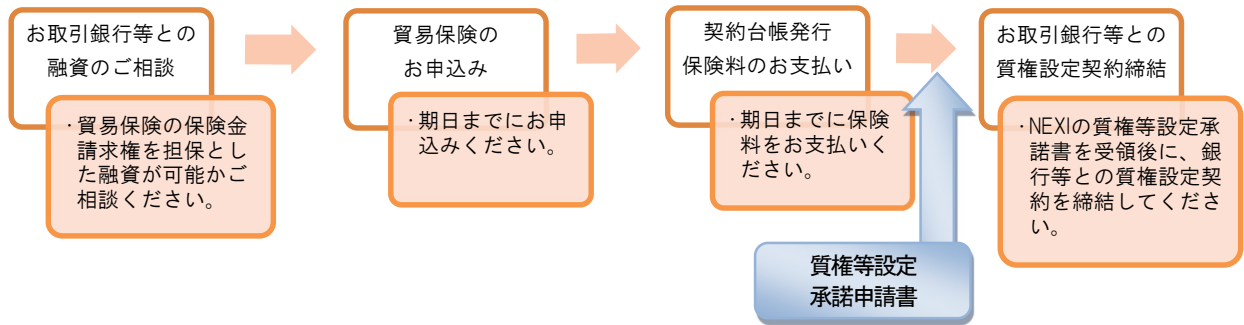 お取引銀行等との
融資のご相談
・貿易保険の保険金
請求権を担保とし
た融資が可能かご
相談ください。
貿易保険の
お申込み
・期日までにお申
込みください。
契約台帳発行
保険料のお支払い
・期日までに保険
料をお支払いく
ださい。
お取引銀行等との
質権設定契約締結
・NEXIの質権等設定承
諾書を受領後に、銀
行等との質権設定契
約を締結してくださ
い。
質権等設定
承諾申請書